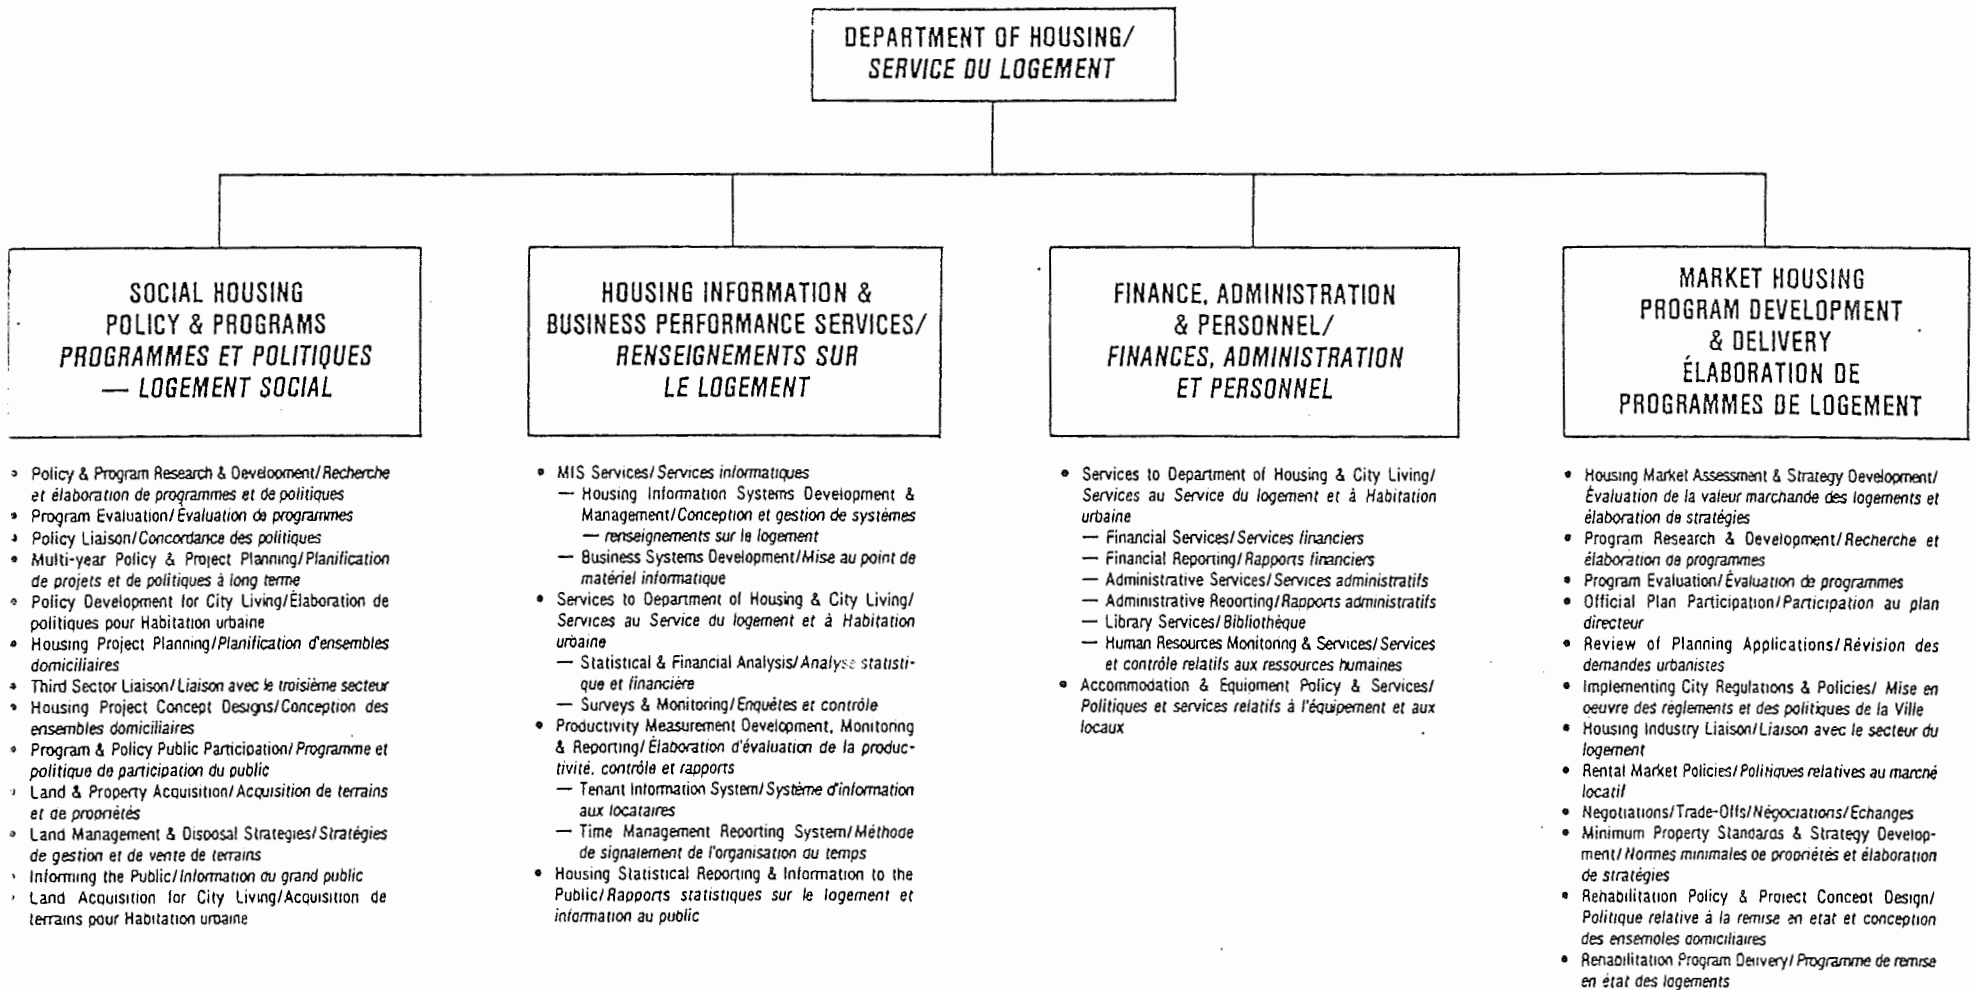 DEPARTMENT OF HOUSING/
SERVICE DU LOGEMENT
SOCIAL HOUSING
POLICY & PROGRAMS
PROGRAMMES ET POLITIQUES
— LOGEMENT SOCIAL
• Policy & Program Research & Development/Recherche
et élaboration de programmes et de politiques
• Program Evaluation/Évaluation de programmes
• Policy Liaison/Concordance des politiques
• Multi-year Policy & Project Planning/Planification
de projets et de politiques à long terme
• Policy Development for City Living/Élaboration de
politiques pour Habitation urbaine
• Housing Project Planning/Planification d'ensembles
domiciliaires
• Third Sector Liaison/Liaison avec le troisième secteur
• Housing Project Concept Designs/Conception des
ensembles domiciliaires
• Program & Policy Public Participation/Programme et
politique de participation du public
• Land & Property Acquisition/Acquisition de terrains
et de propriétés
• Land Management & Disposal Strategies/Stratégies
de gestion et de vente de terrains
• Informing the Public/Information au grand public
• Land Acquisition for City Living/Acquisition de
terrains pour Habitation urbaine
HOUSING INFORMATION &
BUSINESS PERFORMANCE SERVICES/
RENSEIGNEMENTS SUR
LE LOGEMENT
• MIS Services/Services informatiques
— Housing Information Systems Development &
Management/Conception et gestion de systèmes
— renseignements sur le logement
— Business Systems Development/Mise au point de
matériel informatique
• Services to Department of Housing & City Living/
Services au Service du logement et à Habitation
urbaine
— Statistical & Financial Analysis/Analyse statisti-
que et financière
— Surveys & Monitoring/Enquêtes et contrôle
• Productivity Measurement Development, Monitoring
& Reporting/Élaboration d'évaluation de la produc-
tivité, contrôle et rapports
— Tenant Information System/Système d'information
aux locataires
— Time Management Reporting System/Méthode
de signalement de l'organisation du temps
• Housing Statistical Reporting & Information to the
Public/Rapports statistiques sur le logement et
information au public
FINANCE, ADMINISTRATION
& PERSONNEL/
FINANCES, ADMINISTRATION
ET PERSONNEL
• Services to Department of Housing & City Living/
Services au Service du logement et à Habitation
urbaine
— Financial Services/Services financiers
— Financial Reporting/Rapports financiers
— Administrative Services/Services administratifs
— Administrative Reporting/Rapports administratifs
— Library Services/Bibliothèque
— Human Resources Monitoring & Services/Services
et contrôle relatifs aux ressources humaines
• Accommodation & Equipment Policy & Services/
Politiques et services relatifs à l'équipement et aux
locaux
MARKET HOUSING
PROGRAM DEVELOPMENT
& DELIVERY
ÉLABORATION DE
PROGRAMMES DE LOGEMENT
• Housing Market Assessment & Strategy Development/
Évaluation de la valeur marchande des logements et
élaboration de stratégies
• Program Research & Development/Recherche et
élaboration de programmes
• Program Evaluation/Évaluation de programmes
• Official Plan Participation/Participation au plan
directeur
• Review of Planning Applications/Révision des
demandes urbanistes
• Implementing City Regulations & Policies/ Mise en
oeuvre des règlements et des politiques de la Ville
• Housing Industry Liaison/Liaison avec le secteur du
logement
• Rental Market Policies/Politiques relatives au marché
locatif
• Negotiations/Trade-Offs/Négociations/Echanges
• Minimum Property Standards & Strategy Develop-
ment/Normes minimales de propriétés et élaboration
de stratégies
• Rehabilitation Policy & Project Concept Design/
Politique relative à la remise en etat et conception
des ensembles domiciliaires
• Rehabilitation Program Delivery/Programme de remise
en état des logements